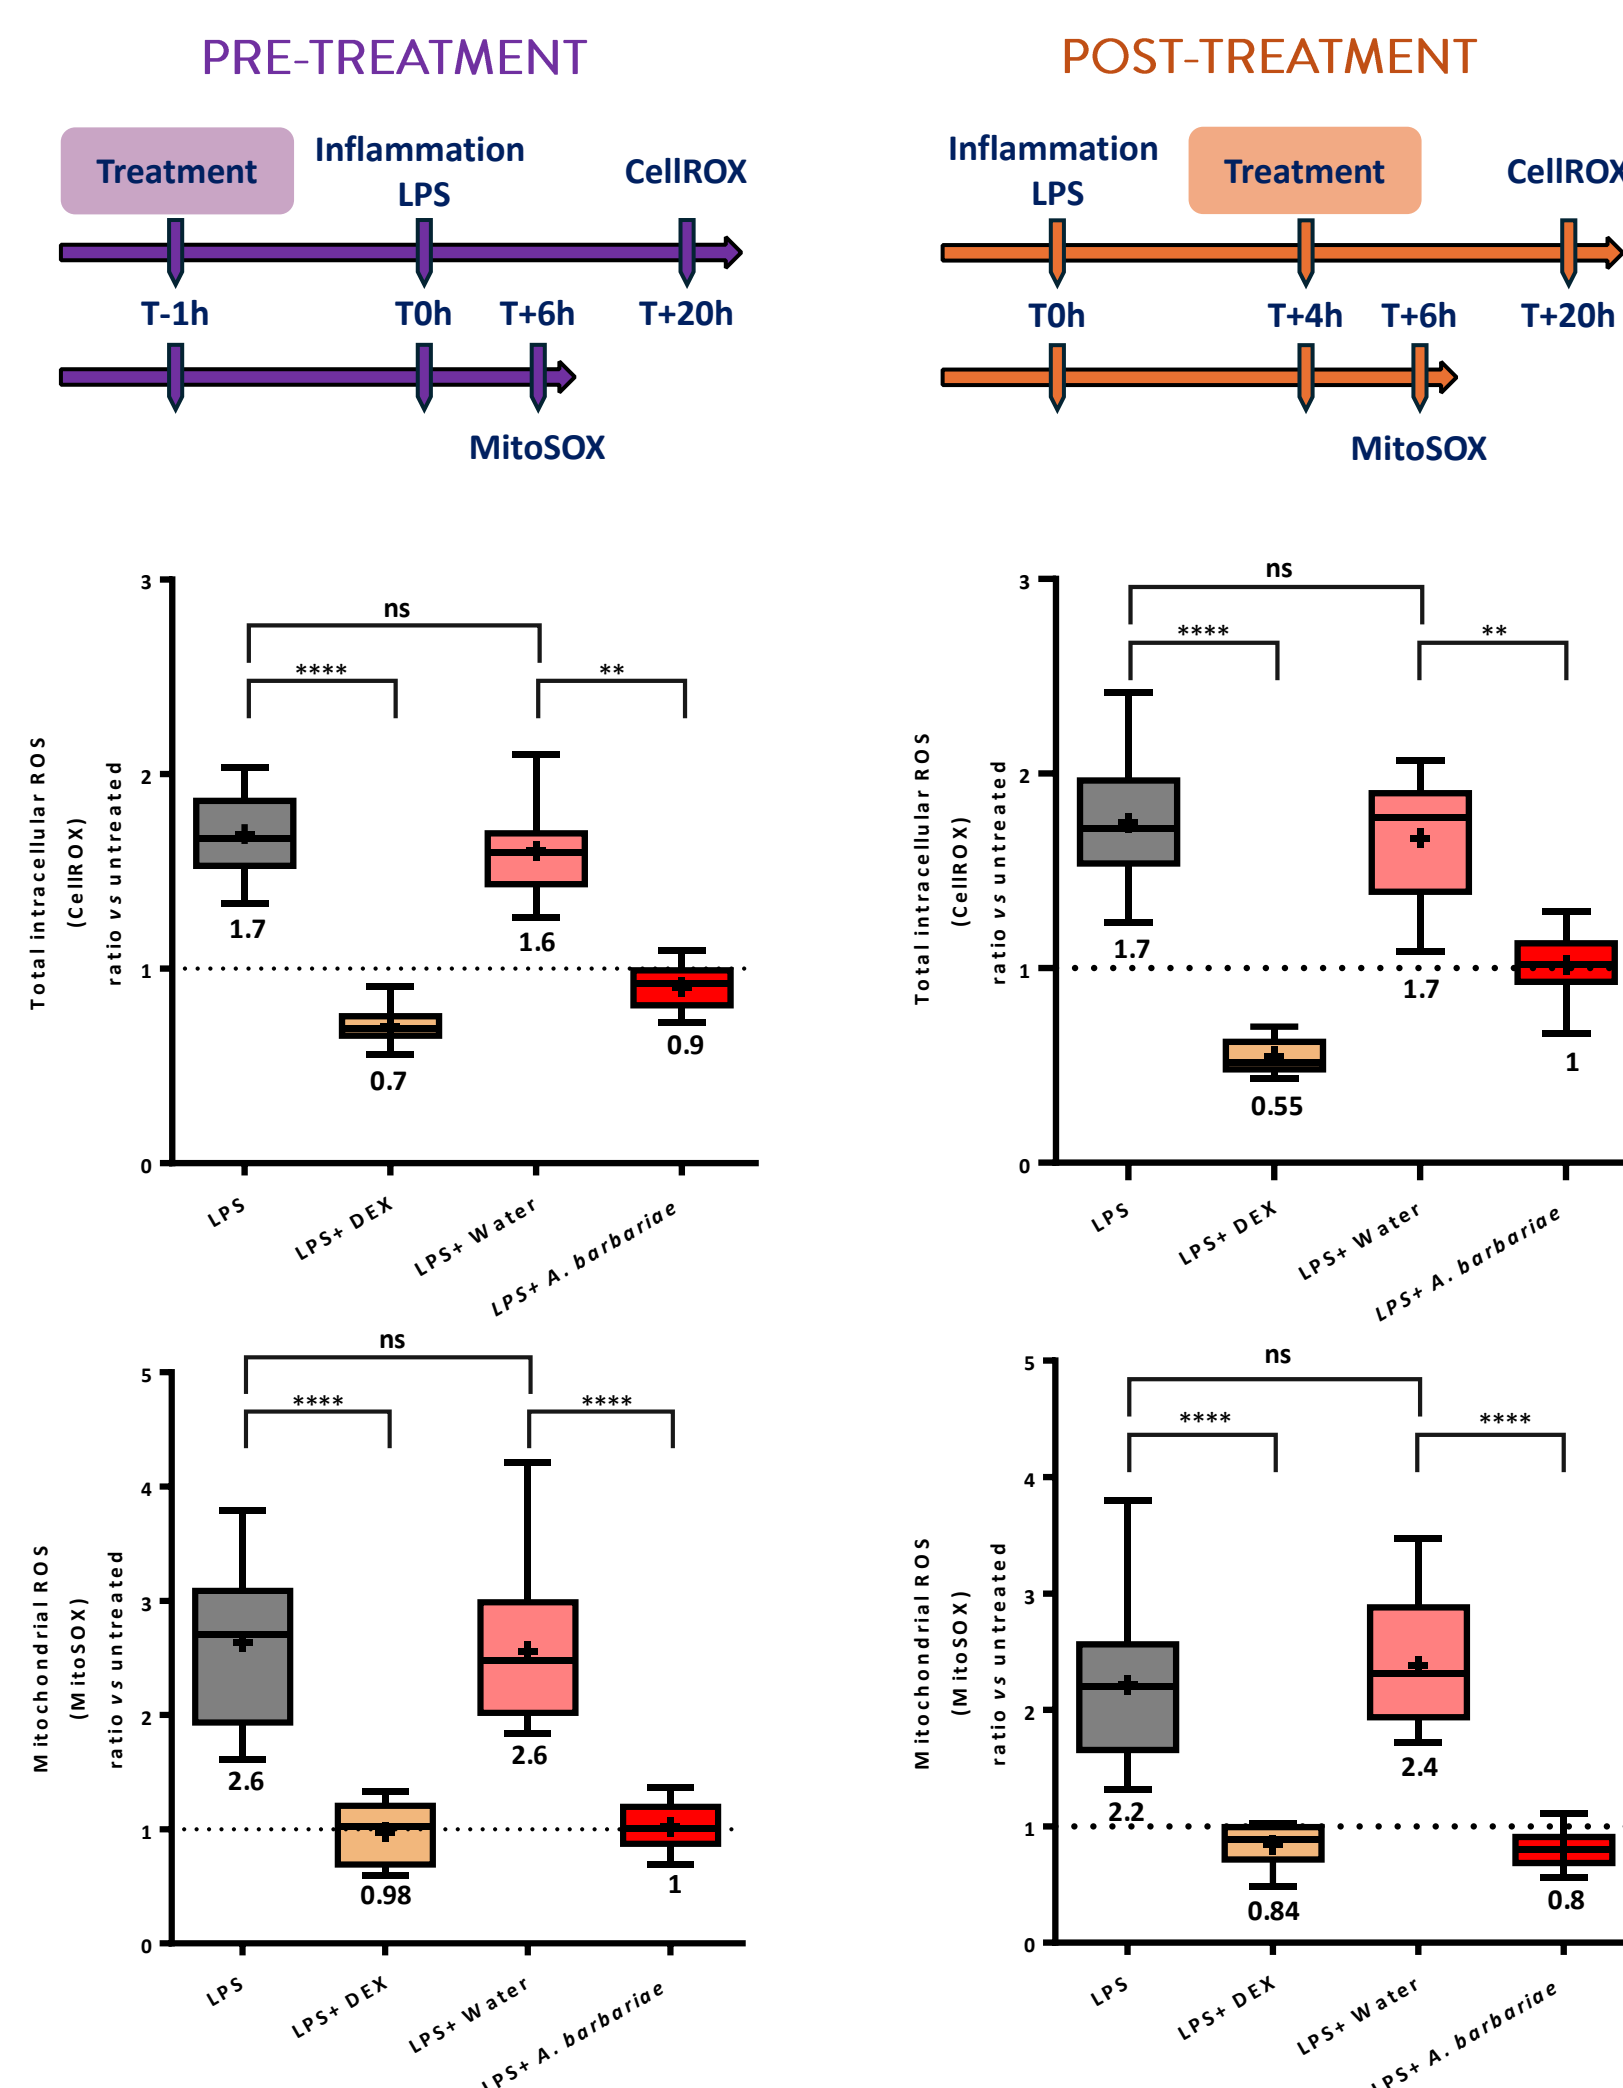 PRE-TREATMENT
Treatment
Inflammation
LPS
CellROX
T-1h
T0h
T+6h
T+20h
MitoSOX
POST-TREATMENT
Inflammation
LPS
Treatment
CellROX
T0h
T+4h
T+6h
T+20h
MitoSOX
Total intracellular ROS
(CellROX)
ratio vs untreated
3
2
1
0
ns
****
**
1.7
0.7
1.6
0.9
LPS
LPS+ DEX
LPS+ Water
LPS+ A. barbariae
Total intracellular ROS
(CellROX)
ratio vs untreated
3
2
1
0
ns
****
**
1.7
0.55
1.7
1
LPS
LPS+ DEX
LPS+ Water
LPS+ A. barbariae
Mitochondrial ROS
(MitoSOX)
ratio vs untreated
5
4
3
2
1
0
ns
****
****
2.6
0.98
2.6
1
LPS
LPS+ DEX
LPS+ Water
LPS+ A. barbariae
Mitochondrial ROS
(MitoSOX)
ratio vs untreated
5
4
3
2
1
0
ns
****
****
2.2
0.84
2.4
0.8
LPS
LPS+ DEX
LPS+ Water
LPS+ A. barbariae